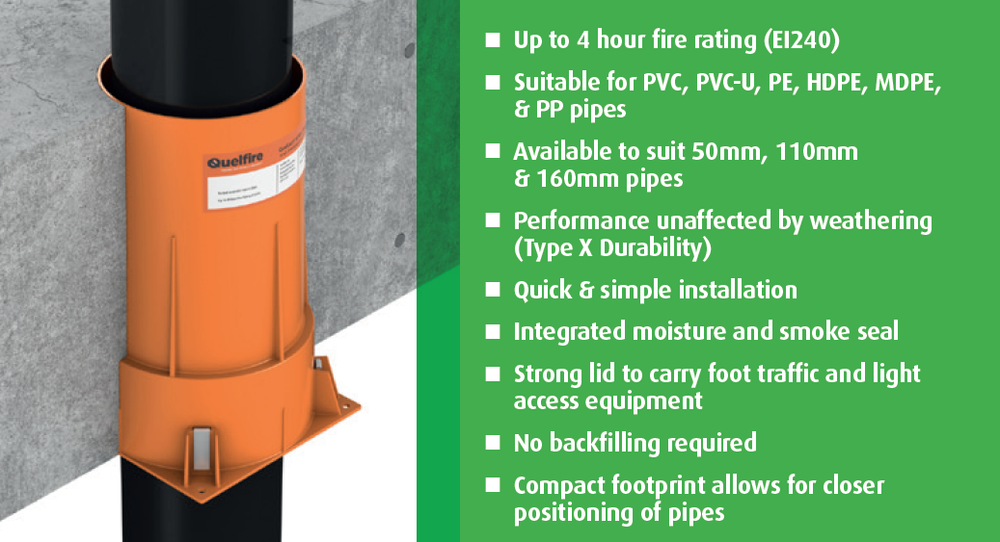 Quelfire
■ Up to 4 hour fire rating (EI240)
■ Suitable for PVC, PVC-U, PE, HDPE, MDPE,
& PP pipes
■ Available to suit 50mm, 110mm
& 160mm pipes
■ Performance unaffected by weathering
(Type X Durability)
■ Quick & simple installation
■ Integrated moisture and smoke seal
■ Strong lid to carry foot traffic and light
access equipment
■ No backfilling required
■ Compact footprint allows for closer
positioning of pipes